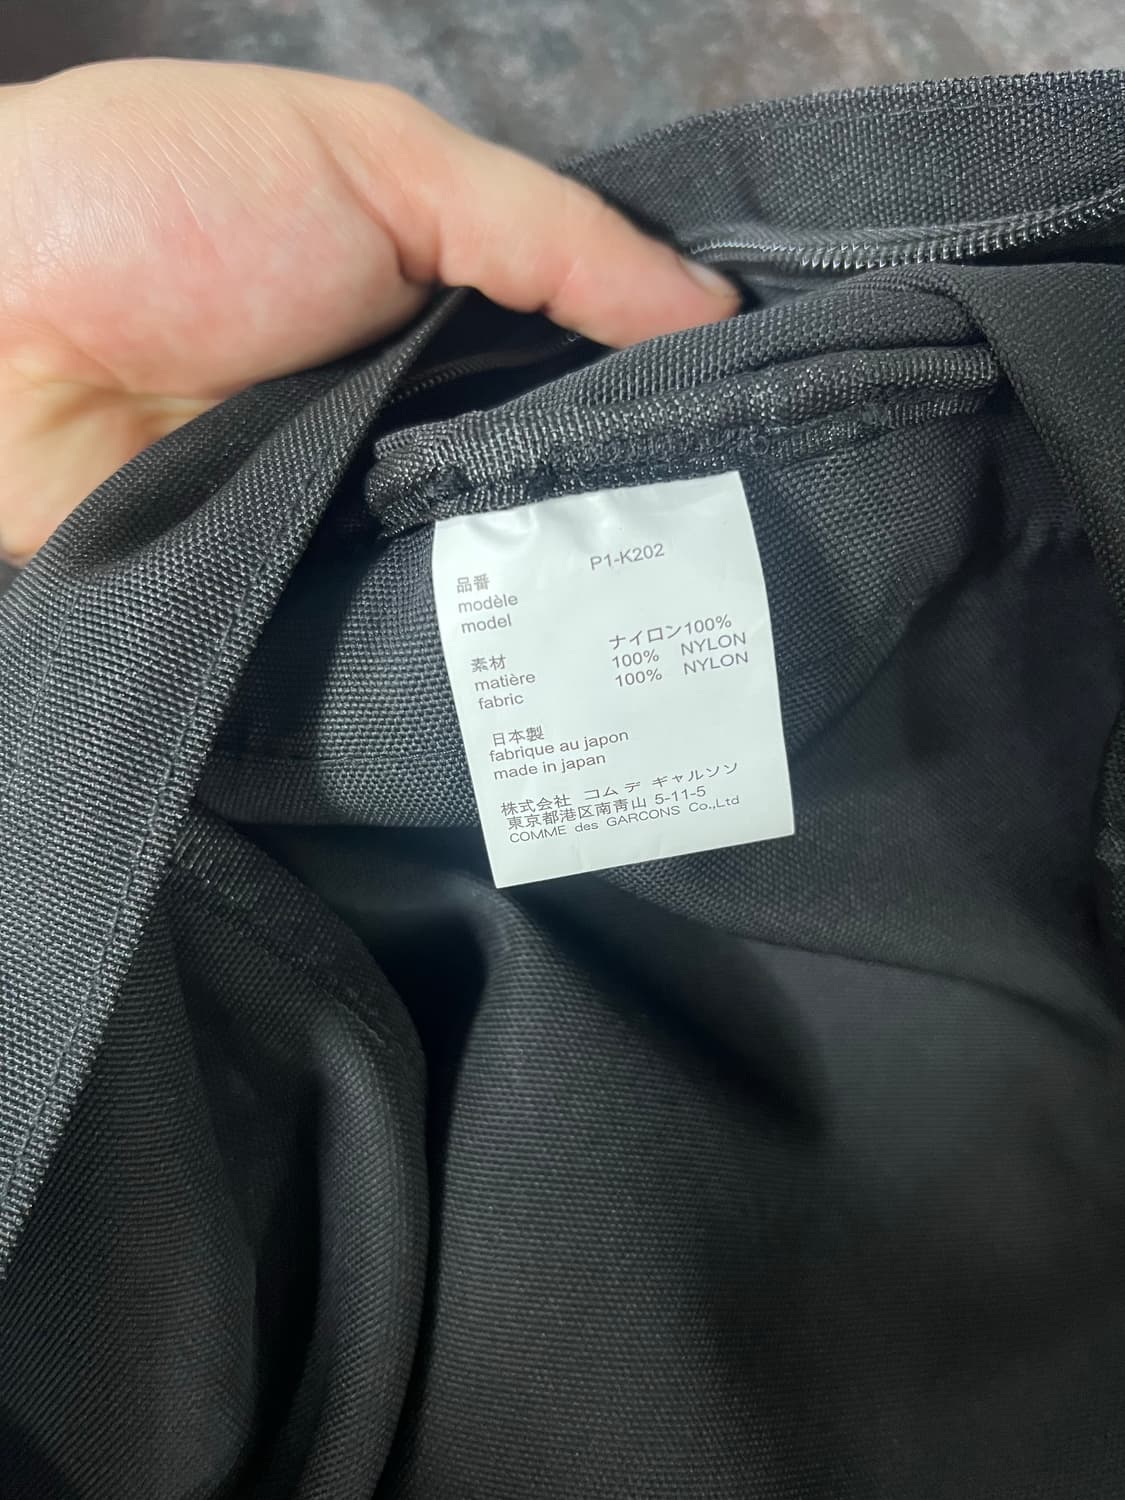 品番 P1-K202
modèle
model
素材 ナイロン100%
matière 100% NYLON
fabric 100% NYLON
日本製
fabriqué au japon
made in japan
株式会社 コム デ ギャルソン
東京都港区南青山 5-11-5
COMME des GARCONS Co.,Ltd